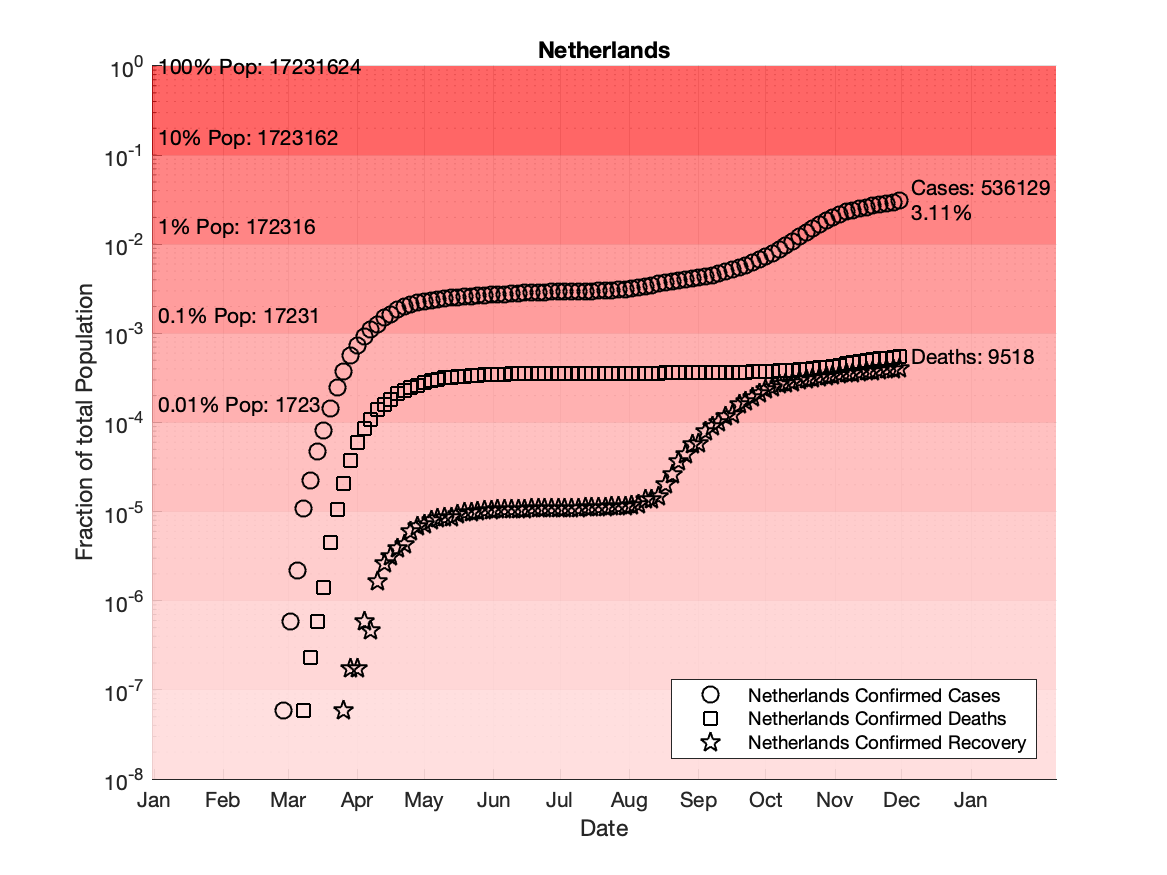 Netherlands
10^0
100% Pop: 17231624
10% Pop: 1723162
10^-1
Cases: 536129
3.11%
1% Pop: 172316
10^-2
0.1% Pop: 17231
10^-3
Deaths: 9518
0.01% Pop: 1723
10^-4
10^-5
10^-6
10^-7
10^-8
Fraction of total Population
Netherlands Confirmed Cases
Netherlands Confirmed Deaths
Netherlands Confirmed Recovery
Jan Feb Mar Apr May Jun Jul Aug Sep Oct Nov Dec Jan
Date